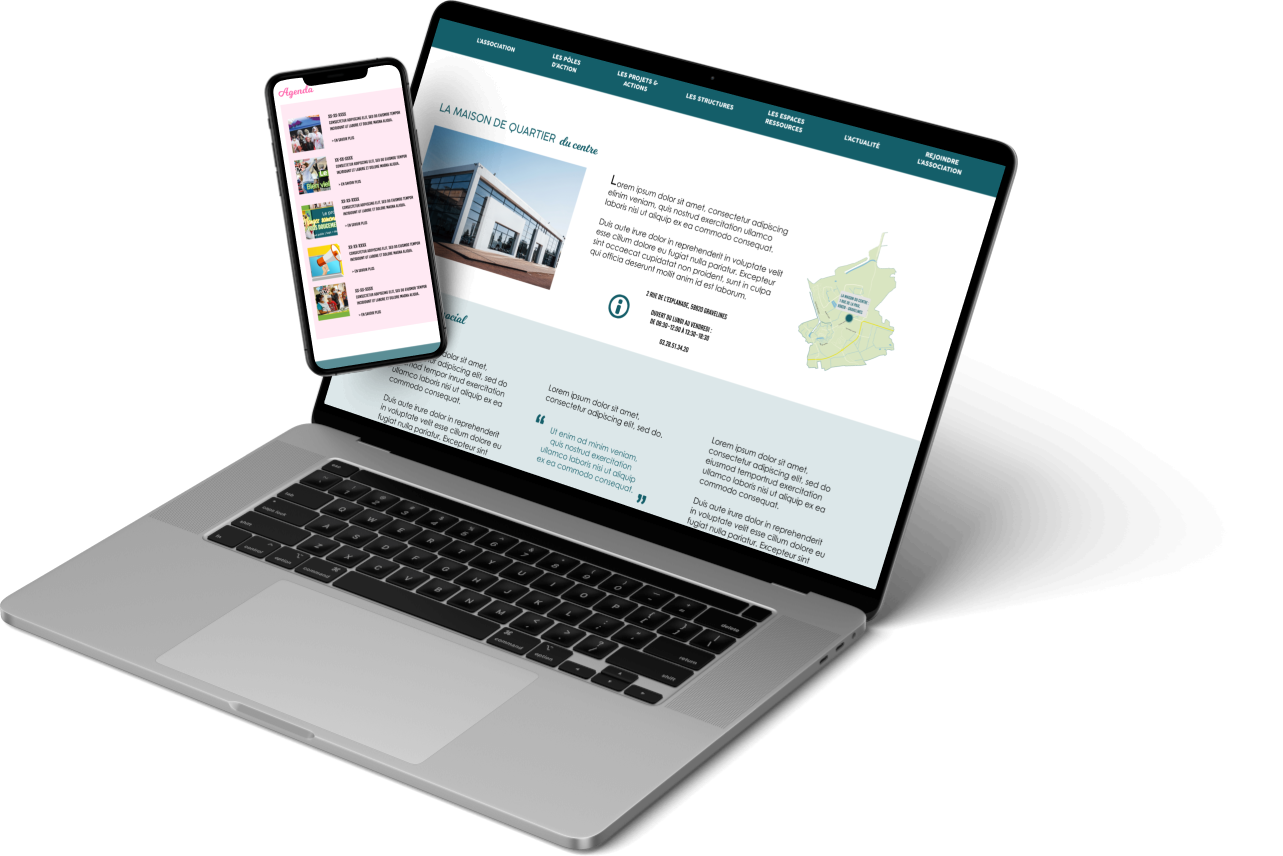 L'ASSOCIATION
LES PÔLES
D'ACTION
LES PROJETS &
ACTIONS
LES STRUCTURES
LES ESPACES
RESSOURCES
L'ACTUALITÉ
REJOINDRE
L'ASSOCIATION
LA MAISON DE QUARTIER du centre
Lorem ipsum dolor sit amet, consectetur adipiscing
elinim veniam, quis nostrud exercitation ullamco
laboris nisi ut aliquip ex ea commodo consequat.
Duis aute irure dolor in reprehenderit in voluptate velit
esse cillum dolore eu fugiat nulla pariatur. Excepteur
sint occaecat cupidatat non proident, sunt in culpa
qui officia deserunt mollit anim id est laborum.
2 RUE DE L'ESPLANADE, 59820 GRAVELINES
OUVERT DU LUNDI AU VENDREDI :
DE 08:30-12:00 À 13:30-18:30
03.28.51.34.20
LA MAISON DU CENTRE
ocial
dolor sit amet,
adipiscing elit, sed do
eiusmod tempor inrud exercitation
ullamco laboris nisi ut aliquip ex ea
commodo consequat.
Duis aute irure dolor in reprehenderit
in voluptate velit esse cillum dolore eu
fugiat nulla pariatur. Excepteur sint
Lorem ipsum dolor sit amet,
consectetur adipiscing elit, sed do.
“
Ut enim ad minim veniam,
quis nostrud exercitation
ullamco laboris nisi ut aliquip
ex ea commodo consequat.
”
Lorem ipsum dolor sit amet,
consectetur adipiscing elit, sed do
eiusmod temportrud exercitation
ullamco laboris nisi ut aliquip ex ea
commodo consequat.
Duis aute irure dolor in reprehenderit
in voluptate velit esse cillum dolore eu
fugiat nulla pariatur. Excepteur sint
Agenda
XX-XX-XXXX
CONSECTETUR ADIPISCING ELIT, SED DO EIUSMOD TEMPOR
INCIDIDUNT UT LABORE ET DOLORE MAGNA ALIQUA.
+ EN SAVOIR PLUS
XX-XX-XXXX
CONSECTETUR ADIPISCING ELIT, SED DO EIUSMOD TEMPOR
INCIDIDUNT UT LABORE ET DOLORE MAGNA ALIQUA.
+ EN SAVOIR PLUS
XX-XX-XXXX
CONSECTETUR ADIPISCING ELIT, SED DO EIUSMOD TEMPOR
INCIDIDUNT UT LABORE ET DOLORE MAGNA ALIQUA.
+ EN SAVOIR PLUS
XX-XX-XXXX
CONSECTETUR ADIPISCING ELIT, SED DO EIUSMOD TEMPOR
INCIDIDUNT UT LABORE ET DOLORE MAGNA ALIQUA.
+ EN SAVOIR PLUS
XX-XX-XXXX
CONSECTETUR ADIPISCING ELIT, SED DO EIUSMOD TEMPOR
INCIDIDUNT UT LABORE ET DOLORE MAGNA ALIQUA.
+ EN SAVOIR PLUS
delete
Q W E R T Y U I O P
A S D F G H J K L
return
Z X C V B N M
shift
control
option
command
command
option